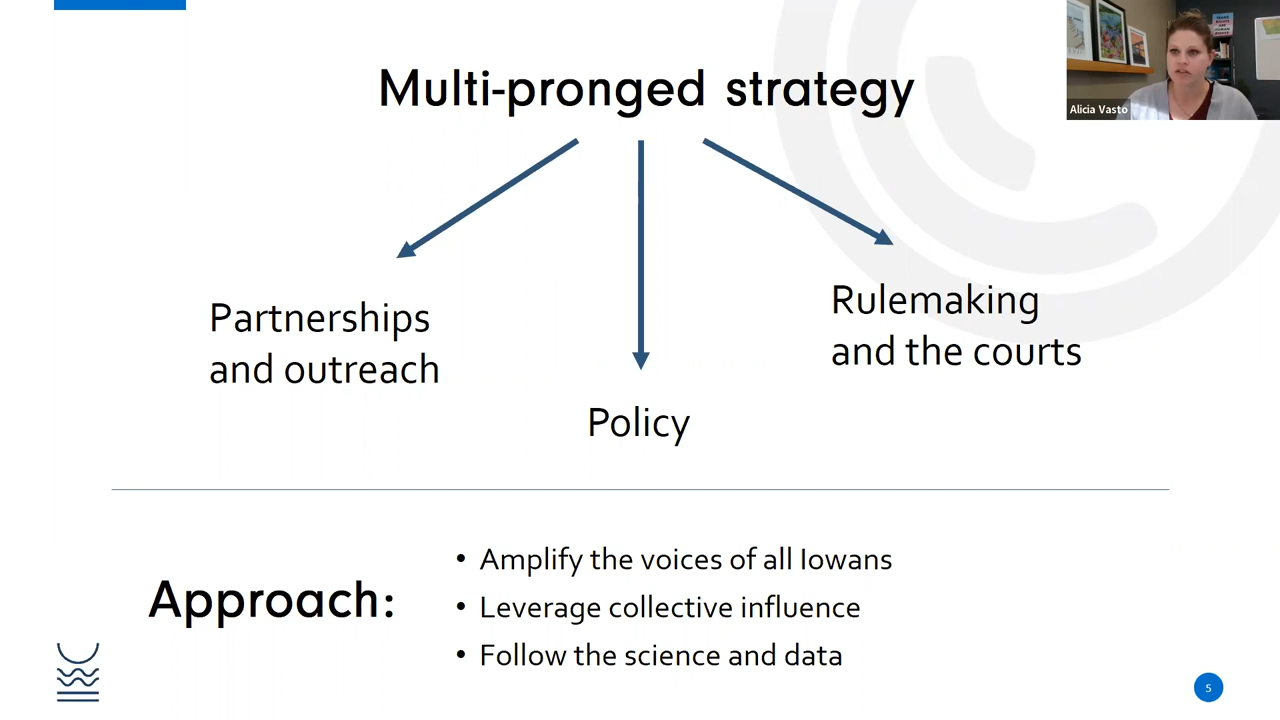 Multi-pronged strategy
Alicia Vasto
Partnerships
and outreach
Policy
Rulemaking
and the courts
Approach:
• Amplify the voices of all Iowans
• Leverage collective influence
• Follow the science and data
5